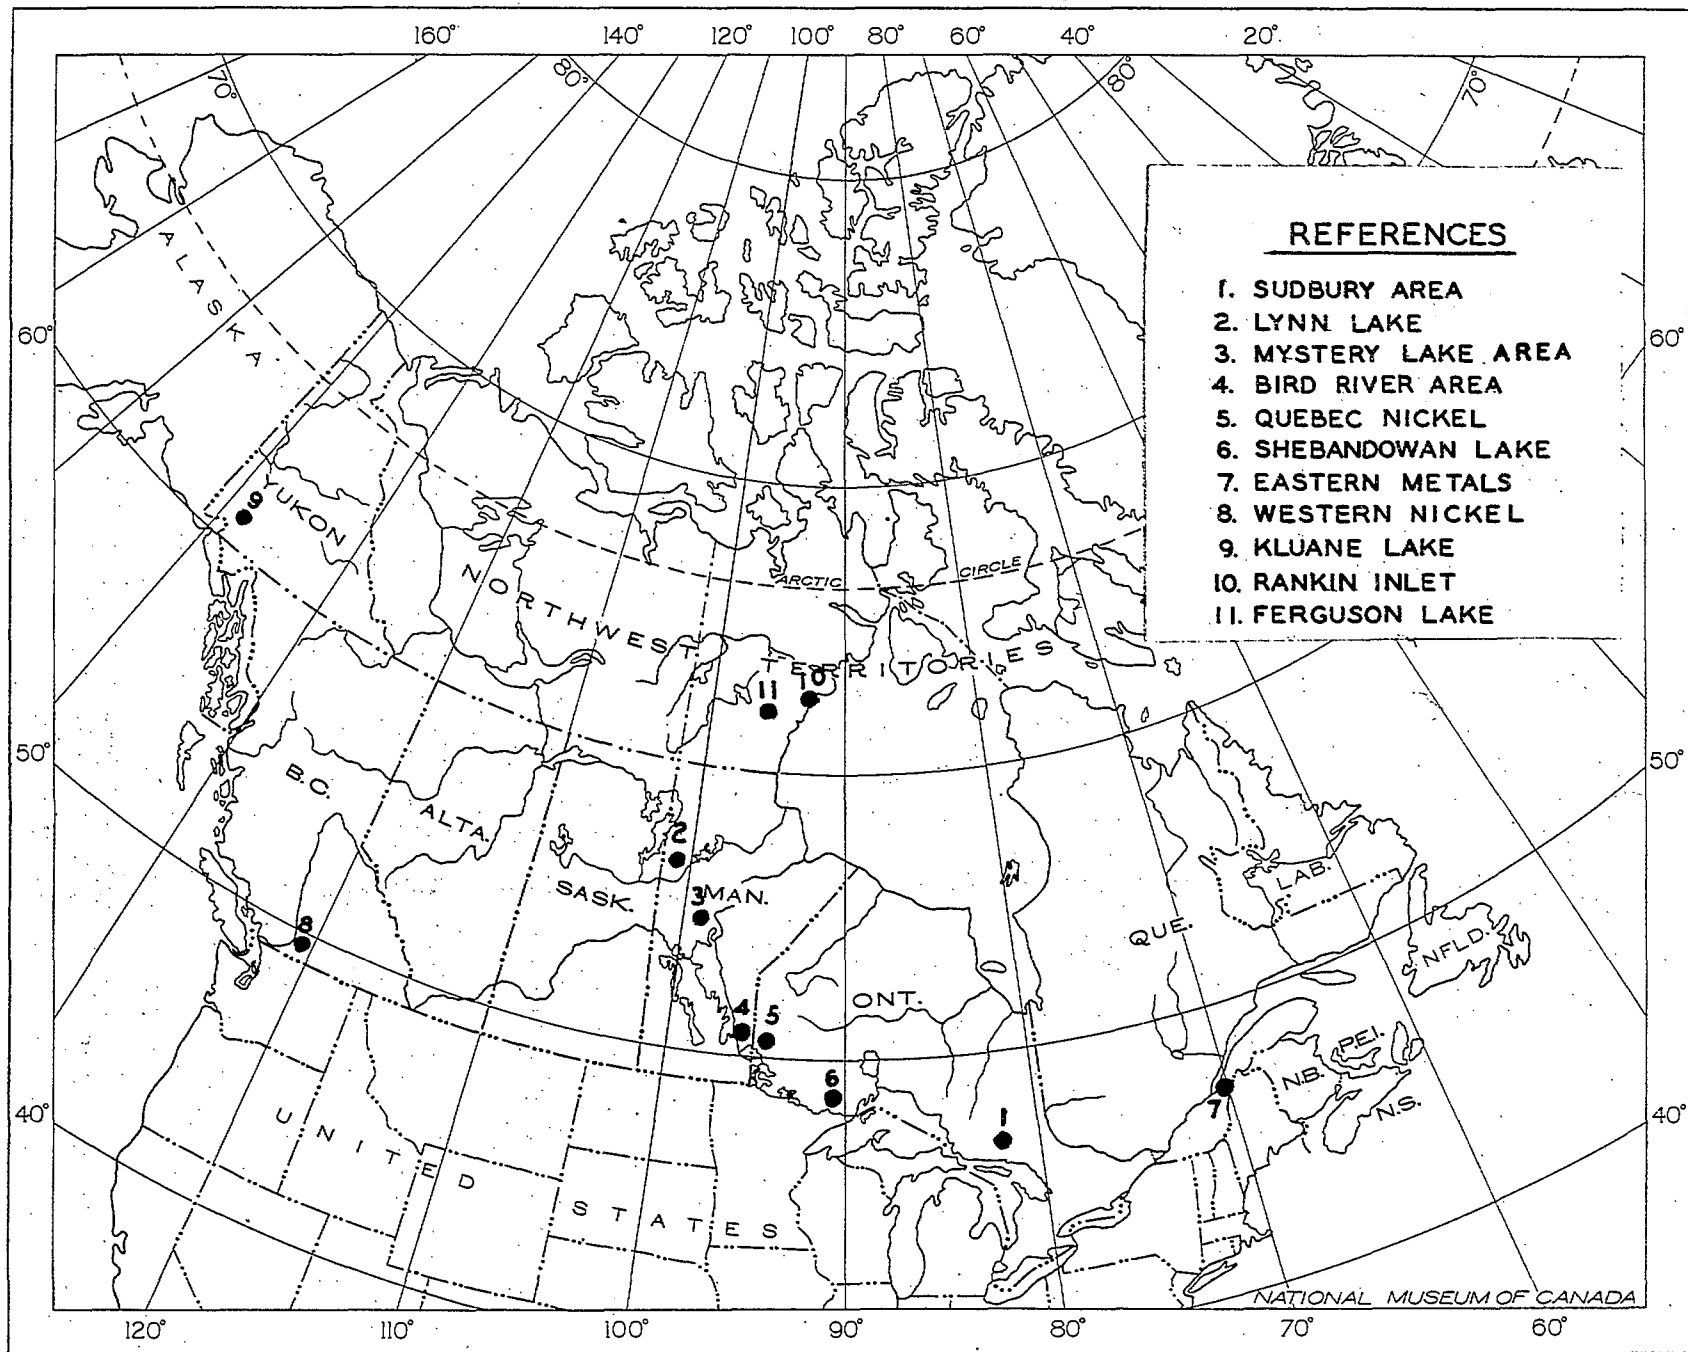 160° 140° 120° 100° 80° 60° 40° 20°
70° 80° 80° 70°
REFERENCES
1. SUDBURY AREA
2. LYNN LAKE
3. MYSTERY LAKE AREA
4. BIRD RIVER AREA
5. QUEBEC NICKEL
6. SHEBANDOWAN LAKE
7. EASTERN METALS
8. WESTERN NICKEL
9. KLUANE LAKE
10. RANKIN INLET
11. FERGUSON LAKE
ALASKA
60° 60°
9
YUKON
ARCTIC CIRCLE
NORTHWEST TERRITORIES
11 10
50° 50°
B.C.
ALTA.
2
SASK.
3
MAN.
LAB.
QUE.
NFLD.
8
ONT.
4 5
P.E.I.
N.B.
N.S.
6
7
1
40° 40°
UNITED STATES
NATIONAL MUSEUM OF CANADA
120° 110° 100° 90° 80° 70° 60°